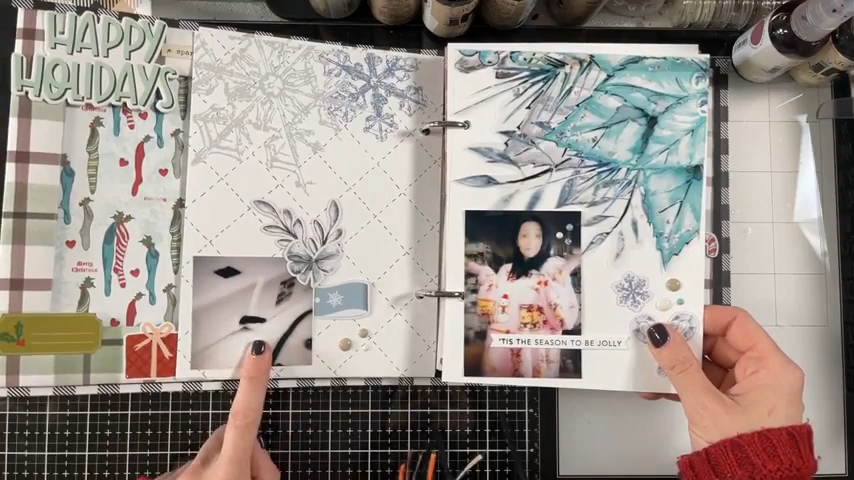 HAPPY
HOLIDAYS
Merry Christmas
'TIS THE SEASON TO BE JOLLY